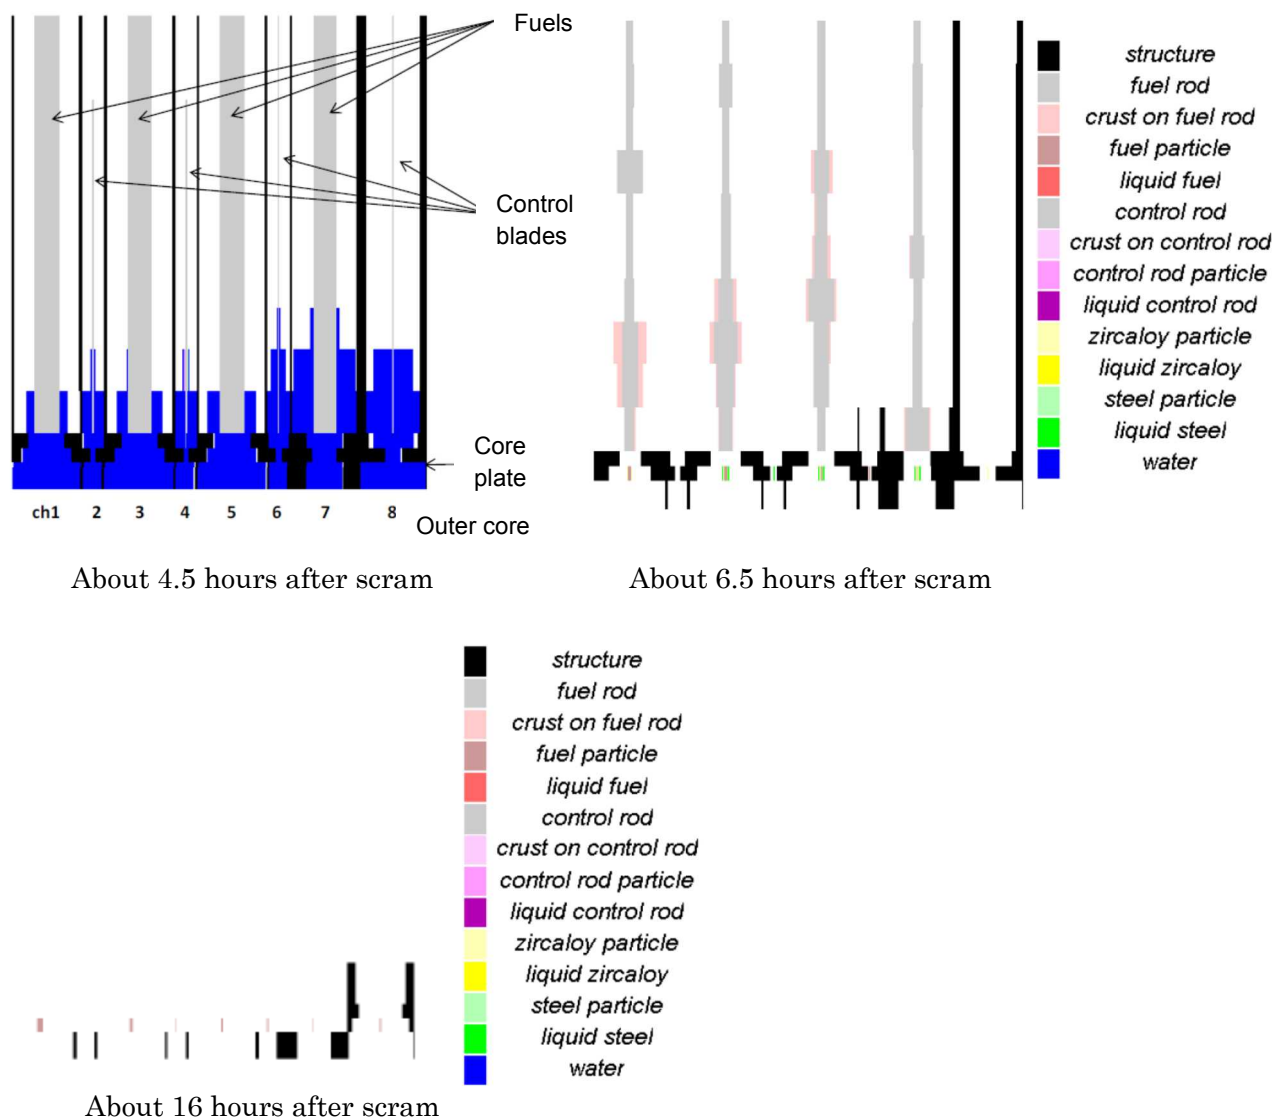 Fuels
Control
blades
Core
plate
ch1 2 3 4 5 6 7 8
Outer core
About 4.5 hours after scram
structure
fuel rod
crust on fuel rod
fuel particle
liquid fuel
control rod
crust on control rod
control rod particle
liquid control rod
zircaloy particle
liquid zircaloy
steel particle
liquid steel
water
About 6.5 hours after scram
structure
fuel rod
crust on fuel rod
fuel particle
liquid fuel
control rod
crust on control rod
control rod particle
liquid control rod
zircaloy particle
liquid zircaloy
steel particle
liquid steel
water
About 16 hours after scram